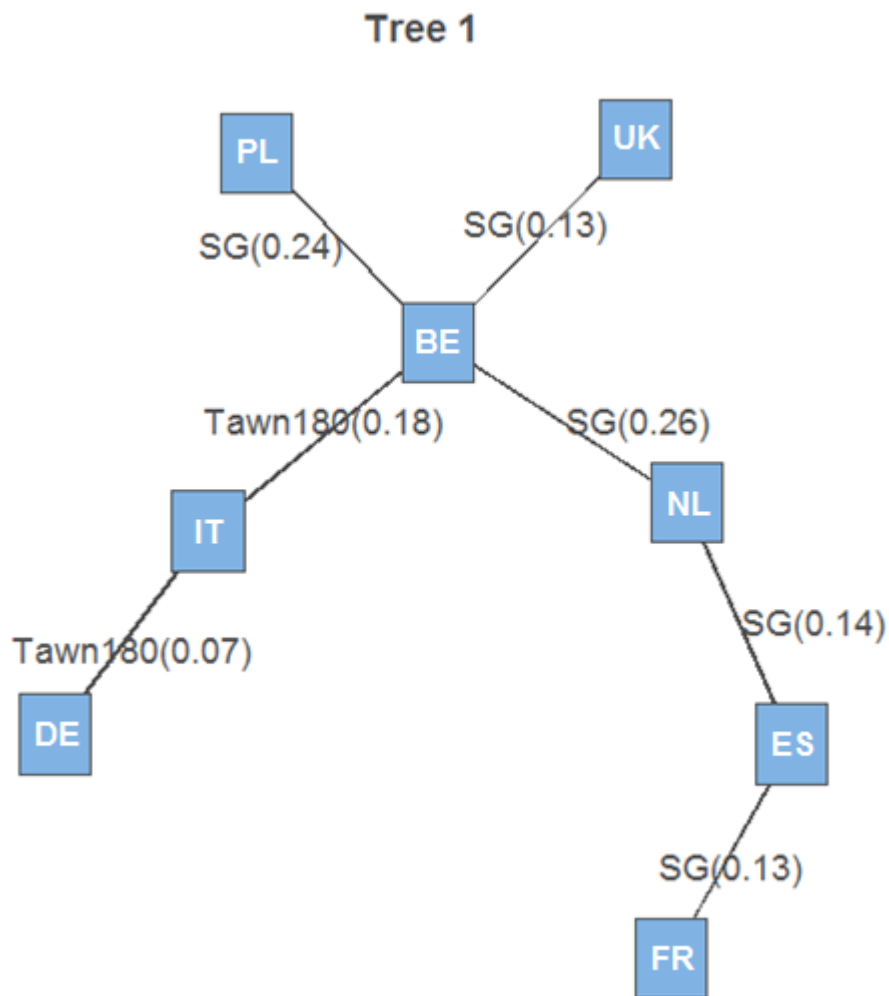 Tree 1
UK
PL
SG(0.13)
SG(0.24)
BE
Tawn180(0.18)
SG(0.26)
NL
IT
SG(0.14)
Tawn180(0.07)
DE
ES
SG(0.13)
FR